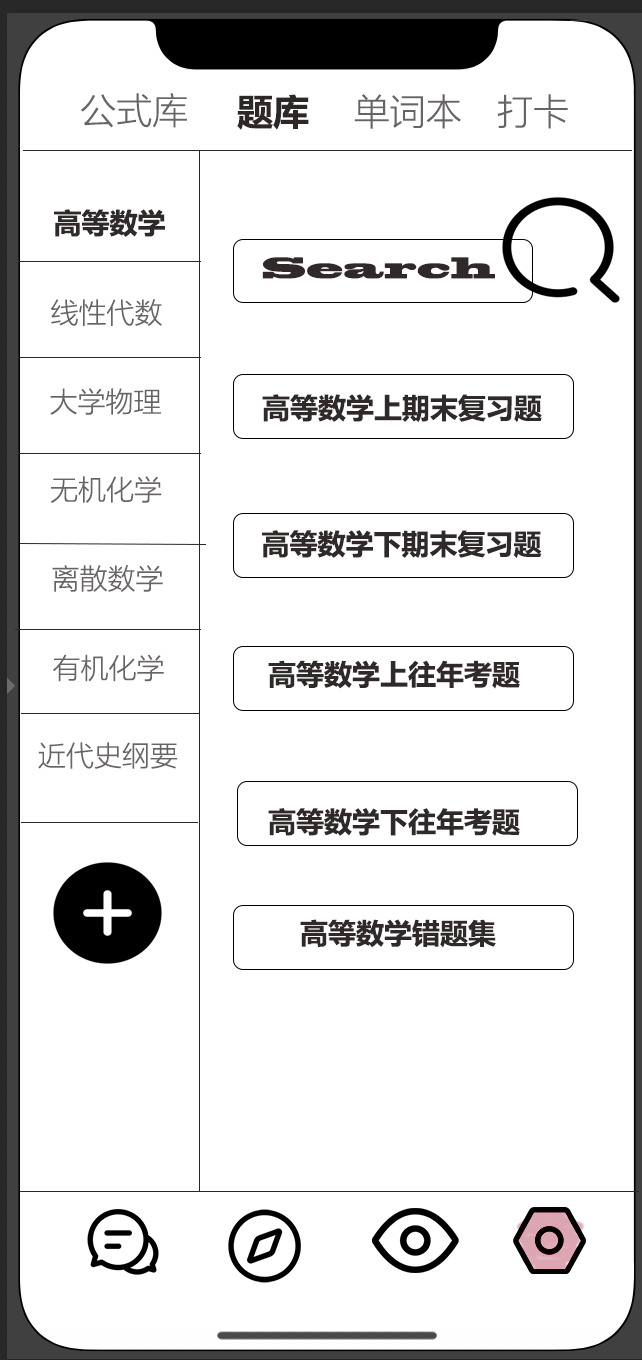 公式库 题库 单词本 打卡
高等数学
线性代数
大学物理
无机化学
离散数学
有机化学
近代史纲要
Search
高等数学上期末复习题
高等数学下期末复习题
高等数学上往年考题
高等数学下往年考题
高等数学错题集